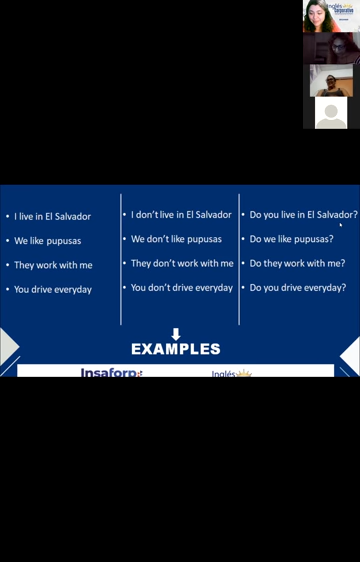 Inglés
Corporativo
• I live in El Salvador
• We like pupusas
• They work with me
• You drive everyday
• I don't live in El Salvador
• We don't like pupusas
• They don't work with me
• You don't drive everyday
• Do you live in El Salvador?
• Do we like pupusas?
• Do they work with me?
• Do you drive everyday?
EXAMPLES
Insaforp
Inglés